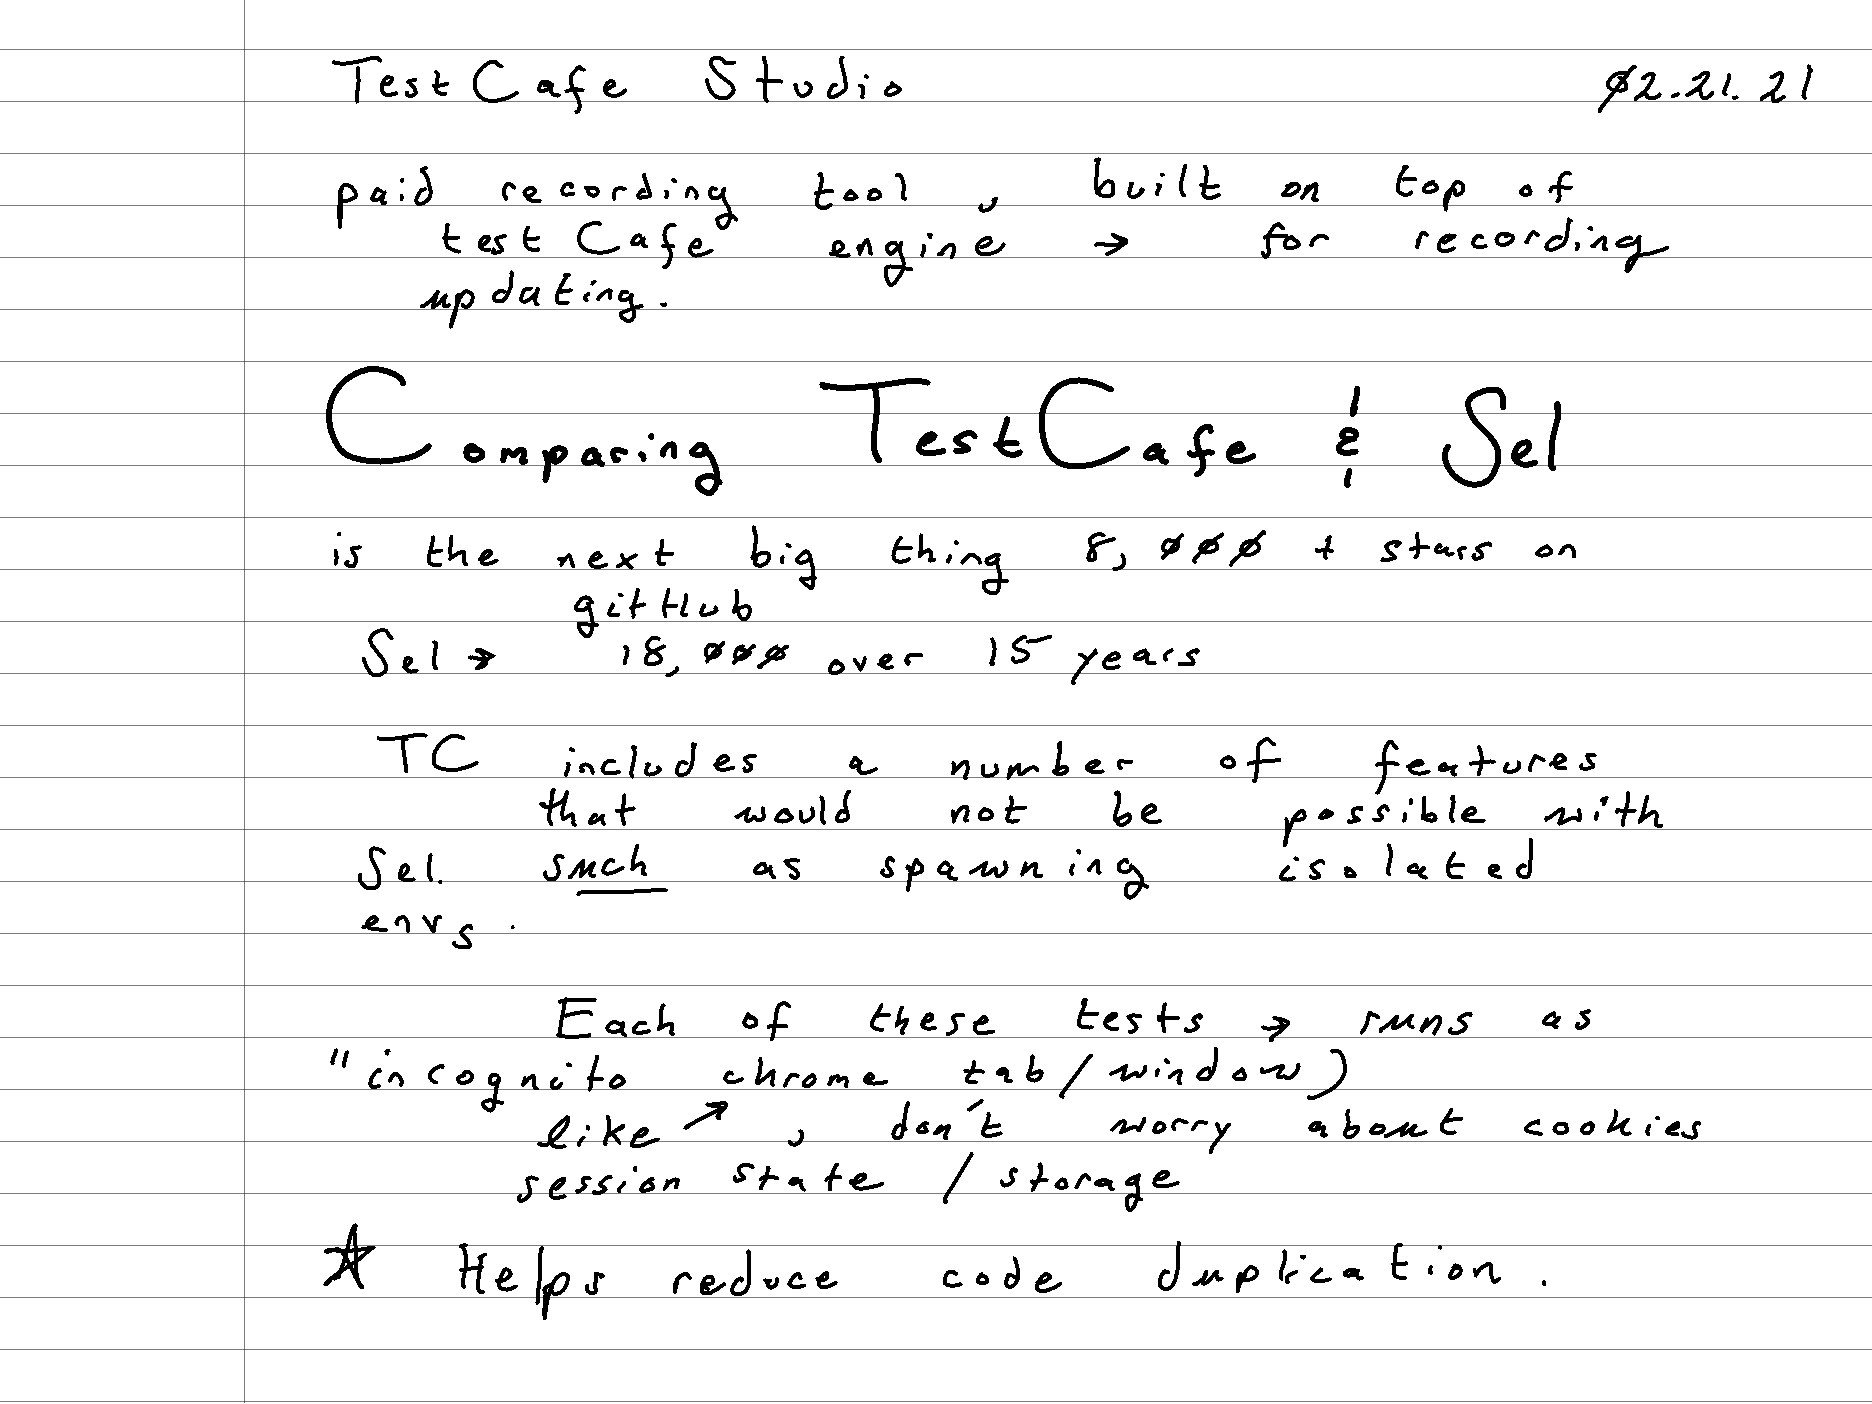 TestCafe Studio 02.21.21
paid recording tool, built on top of
testCafe engine → for recording
updating.
Comparing TestCafe & Sel
is the next big thing 8,000 + stars on
gitHub
Sel → 18,000 over 15 years
TC includes a number of features
that would not be possible with
Sel. such as spawning isolated
envs.
Each of these tests → runs as
"incognito chrome tab/window)
like ↗, don't worry about cookies
session state / storage
☆ Helps reduce code duplication.